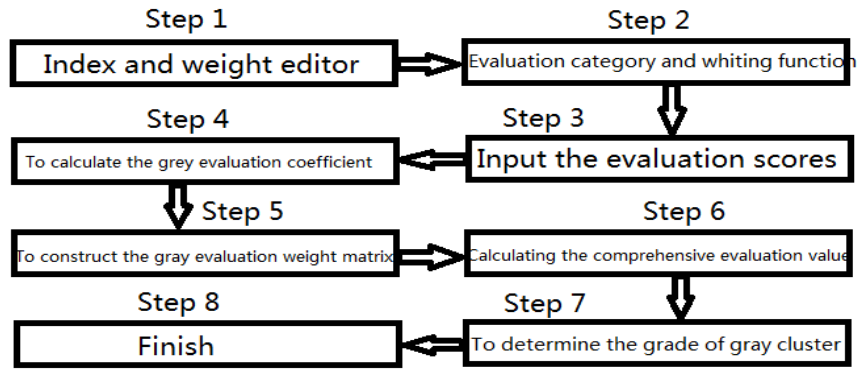 Step 1
Index and weight editor
Step 2
Evaluation category and whiting function
Step 3
Input the evaluation scores
Step 4
To calculate the grey evaluation coefficient
Step 5
To construct the gray evaluation weight matrix
Step 6
Calculating the comprehensive evaluation value
Step 7
To determine the grade of gray cluster
Step 8
Finish